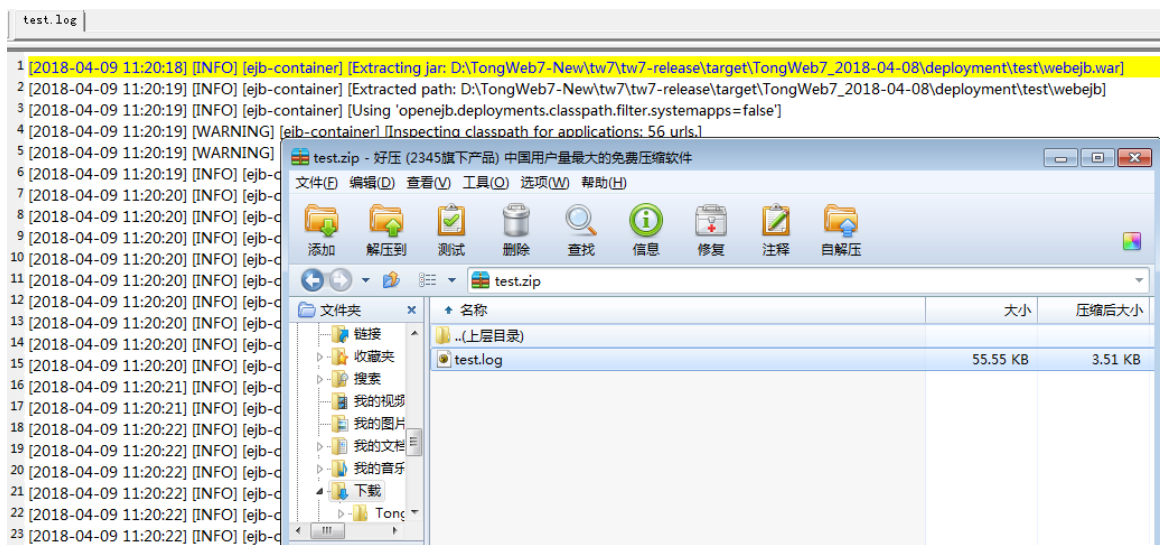 test.log
1 [2018-04-09 11:20:18] [INFO] [ejb-container] [Extracting jar: D:\TongWeb7-New\tw7\tw7-release\target\TongWeb7_2018-04-08\deployment\test\webejb.war]
2 [2018-04-09 11:20:19] [INFO] [ejb-container] [Extracted path: D:\TongWeb7-New\tw7\tw7-release\target\TongWeb7_2018-04-08\deployment\test\webejb]
3 [2018-04-09 11:20:19] [INFO] [ejb-container] [Using 'openejb.deployments.classpath.filter.systemapps=false']
4 [2018-04-09 11:20:19] [WARNING] [ejb-container] [Inspecting classpath for applications: 56 urls.]
5 [2018-04-09 11:20:19] [WARNING]
6 [2018-04-09 11:20:19] [INFO] [ejb-c
7 [2018-04-09 11:20:20] [INFO] [ejb-c
8 [2018-04-09 11:20:20] [INFO] [ejb-c
9 [2018-04-09 11:20:20] [INFO] [ejb-c
10 [2018-04-09 11:20:20] [INFO] [ejb-c
11 [2018-04-09 11:20:20] [INFO] [ejb-c
12 [2018-04-09 11:20:20] [INFO] [ejb-c
13 [2018-04-09 11:20:20] [INFO] [ejb-c
14 [2018-04-09 11:20:20] [INFO] [ejb-c
15 [2018-04-09 11:20:20] [INFO] [ejb-c
16 [2018-04-09 11:20:21] [INFO] [ejb-c
17 [2018-04-09 11:20:21] [INFO] [ejb-c
18 [2018-04-09 11:20:22] [INFO] [ejb-c
19 [2018-04-09 11:20:22] [INFO] [ejb-c
20 [2018-04-09 11:20:22] [INFO] [ejb-c
21 [2018-04-09 11:20:22] [INFO] [ejb-c
22 [2018-04-09 11:20:22] [INFO] [ejb-c
23 [2018-04-09 11:20:22] [INFO] [ejb-c
test.zip - 好压 (2345旗下产品) 中国用户量最大的免费压缩软件
文件(F) 编辑(D) 查看(V) 工具(O) 选项(W) 帮助(H)
添加 解压到 测试 删除 查找 信息 修复 注释 自解压
test.zip
文件夹 x
链接
收藏夹
搜索
我的视频
我的图片
我的文档
我的音乐
下载
Tong
名称 大小 压缩后大小
..(上层目录)
test.log 55.55 KB 3.51 KB